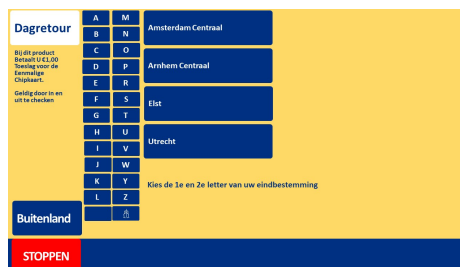 Dagretour
Bij dit product
Betaalt U €1,00
Toeslag voor de
Eenmalige
Chipkaart.
Geldig door in en
uit te checken
A M
B N
C O
D P
E R
F S
G T
H U
I V
J W
K Y
L Z
Amsterdam Centraal
Arnhem Centraal
Elst
Utrecht
Kies de 1e en 2e letter van uw eindbestemming
Buitenland
STOPPEN